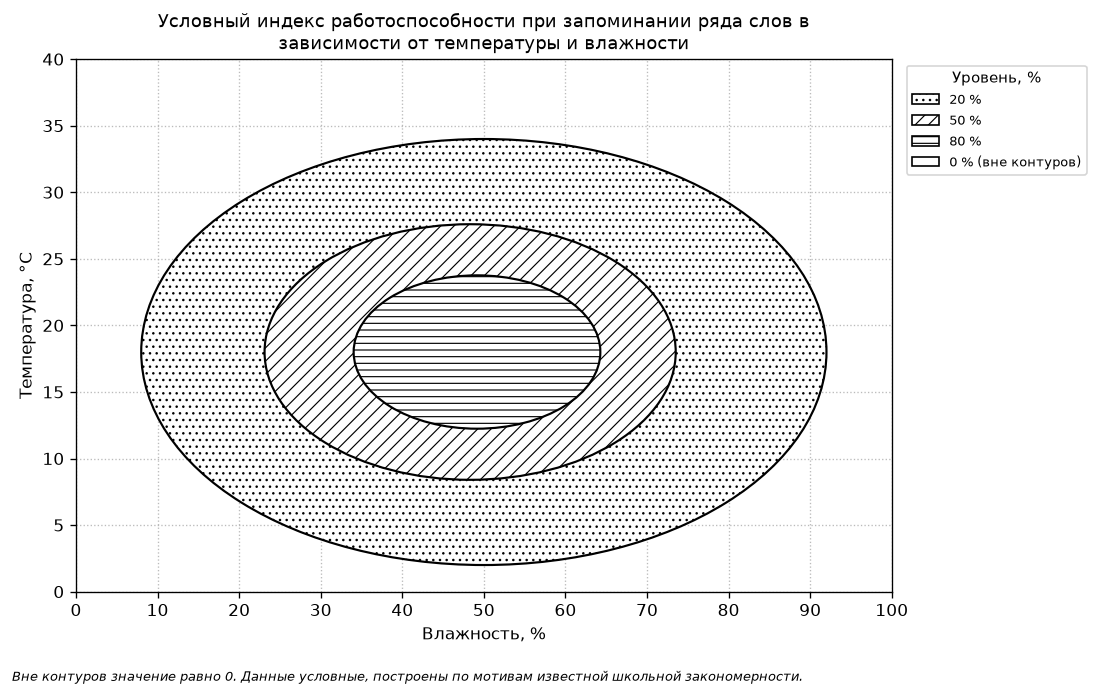 Условный индекс работоспособности при запоминании ряда слов в
зависимости от температуры и влажности
Уровень, %
20 %
50 %
80 %
0 % (вне контуров)
Температура, °C
40
35
30
25
20
15
10
5
0
0 10 20 30 40 50 60 70 80 90 100
Влажность, %
Вне контуров значение равно 0. Данные условные, построены по мотивам известной школьной закономерности.